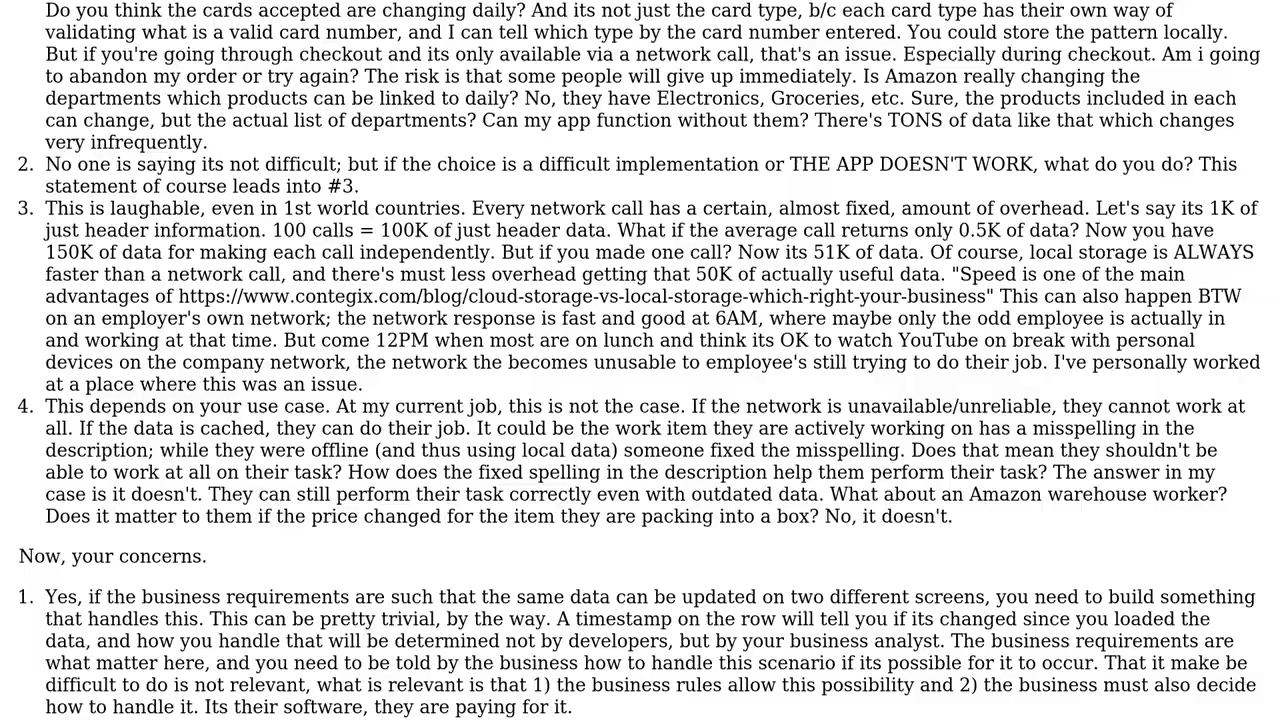 Do you think the cards accepted are changing daily? And its not just the card type, b/c each card type has their own way of
validating what is a valid card number, and I can tell which type by the card number entered. You could store the pattern locally.
But if you're going through checkout and its only available via a network call, that's an issue. Especially during checkout. Am i going
to abandon my order or try again? The risk is that some people will give up immediately. Is Amazon really changing the
departments which products can be linked to daily? No, they have Electronics, Groceries, etc. Sure, the products included in each
can change, but the actual list of departments? Can my app function without them? There's TONS of data like that which changes
very infrequently.
2. No one is saying its not difficult; but if the choice is a difficult implementation or THE APP DOESN'T WORK, what do you do? This
statement of course leads into #3.
3. This is laughable, even in 1st world countries. Every network call has a certain, almost fixed, amount of overhead. Let's say its 1K of
just header information. 100 calls = 100K of just header data. What if the average call returns only 0.5K of data? Now you have
150K of data for making each call independently. But if you made one call? Now its 51K of data. Of course, local storage is ALWAYS
faster than a network call, and there's must less overhead getting that 50K of actually useful data. "Speed is one of the main
advantages of https://www.contegix.com/blog/cloud-storage-vs-local-storage-which-right-your-business" This can also happen BTW
on an employer's own network; the network response is fast and good at 6AM, where maybe only the odd employee is actually in
and working at that time. But come 12PM when most are on lunch and think its OK to watch YouTube on break with personal
devices on the company network, the network the becomes unusable to employee's still trying to do their job. I've personally worked
at a place where this was an issue.
4. This depends on your use case. At my current job, this is not the case. If the network is unavailable/unreliable, they cannot work at
all. If the data is cached, they can do their job. It could be the work item they are actively working on has a misspelling in the
description; while they were offline (and thus using local data) someone fixed the misspelling. Does that mean they shouldn't be
able to work at all on their task? How does the fixed spelling in the description help them perform their task? The answer in my
case is it doesn't. They can still perform their task correctly even with outdated data. What about an Amazon warehouse worker?
Does it matter to them if the price changed for the item they are packing into a box? No, it doesn't.
Now, your concerns.
1. Yes, if the business requirements are such that the same data can be updated on two different screens, you need to build something
that handles this. This can be pretty trivial, by the way. A timestamp on the row will tell you if its changed since you loaded the
data, and how you handle that will be determined not by developers, but by your business analyst. The business requirements are
what matter here, and you need to be told by the business how to handle this scenario if its possible for it to occur. That it make be
difficult to do is not relevant, what is relevant is that 1) the business rules allow this possibility and 2) the business must also decide
how to handle it. Its their software, they are paying for it.